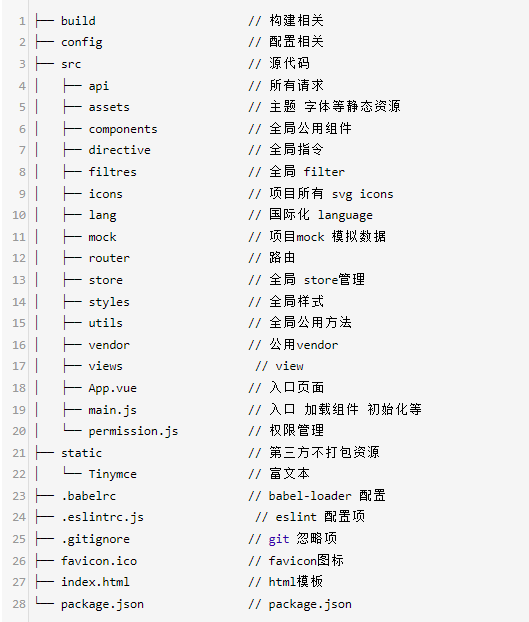 1 ├── build // 构建相关
2 ├── config // 配置相关
3 ├── src // 源代码
4 │   ├── api // 所有请求
5 │   ├── assets // 主题 字体等静态资源
6 │   ├── components // 全局公用组件
7 │   ├── directive // 全局指令
8 │   ├── filtres // 全局 filter
9 │   ├── icons // 项目所有 svg icons
10 │   ├── lang // 国际化 language
11 │   ├── mock // 项目mock 模拟数据
12 │   ├── router // 路由
13 │   ├── store // 全局 store管理
14 │   ├── styles // 全局样式
15 │   ├── utils // 全局公用方法
16 │   ├── vendor // 公用vendor
17 │   ├── views // view
18 │   ├── App.vue // 入口页面
19 │   ├── main.js // 入口 加载组件 初始化等
20 │   └── permission.js // 权限管理
21 ├── static // 第三方不打包资源
22 │   └── Tinymce // 富文本
23 ├── .babelrc // babel-loader 配置
24 ├── .eslintrc.js // eslint 配置项
25 ├── .gitignore // git 忽略项
26 ├── favicon.ico // favicon图标
27 ├── index.html // html模板
28 └── package.json // package.json